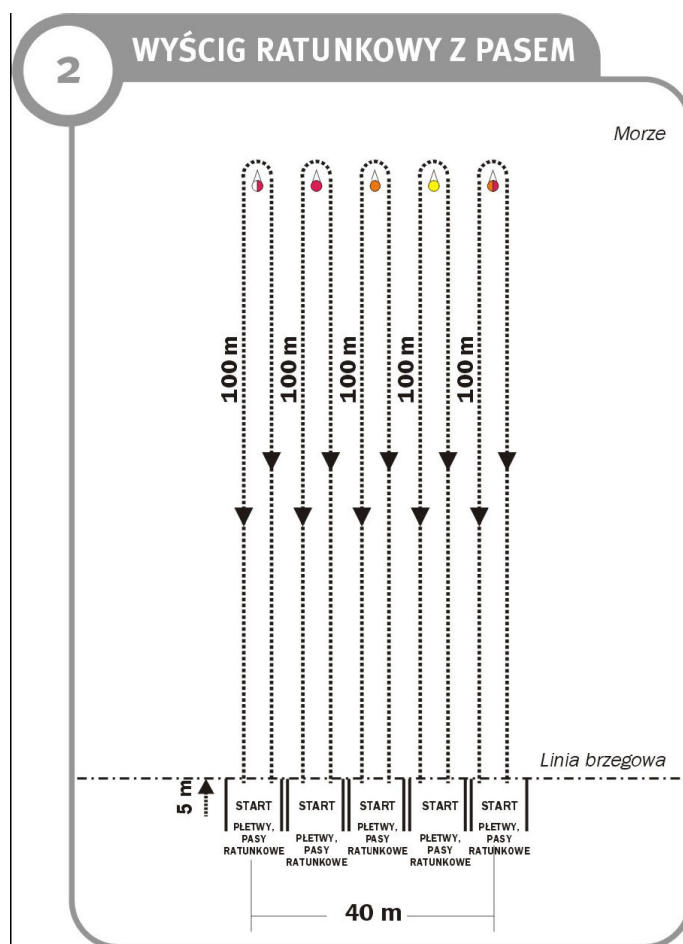 2
WYŚCIG RATUNKOWY Z PASEM
Morze
100 m
100 m
100 m
100 m
100 m
Linia brzegowa
5 m
START
START
START
START
START
PŁETWY,
PASY
RATUNKOWE
PŁETWY,
PASY
RATUNKOWE
PŁETWY,
PASY
RATUNKOWE
PŁETWY,
PASY
RATUNKOWE
PŁETWY,
PASY
RATUNKOWE
40 m